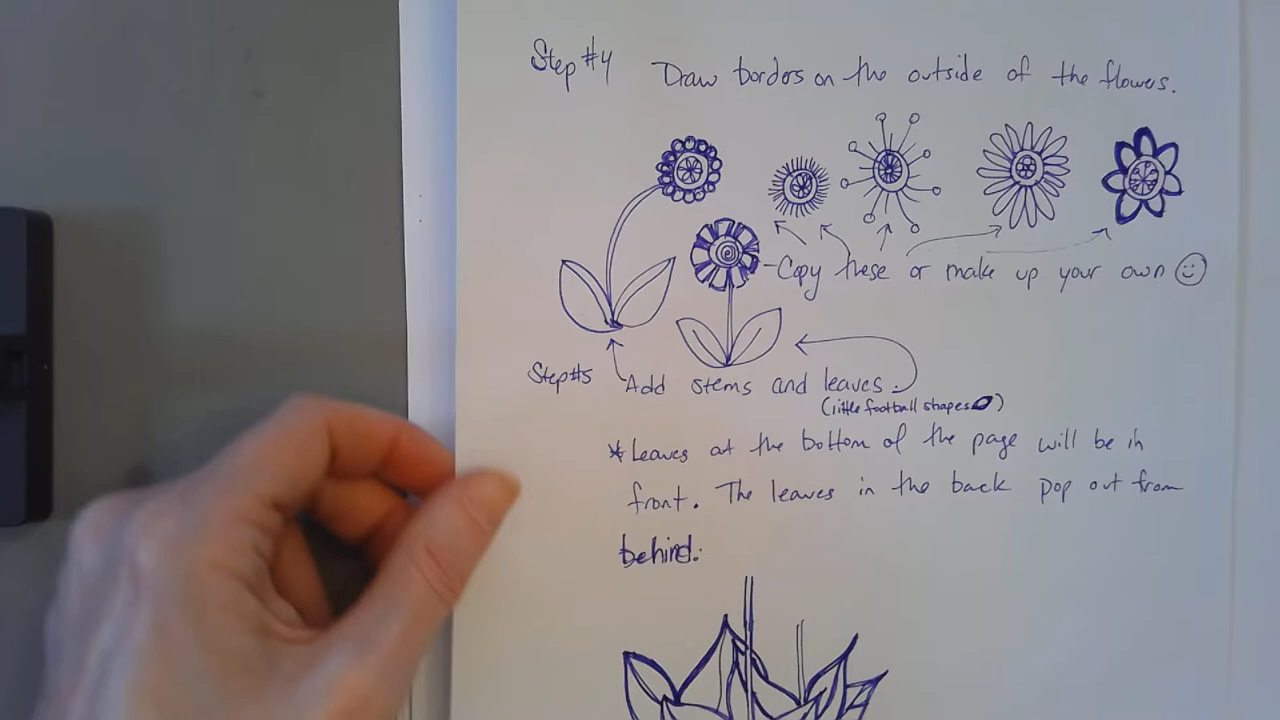 Step #4 Draw borders on the outside of the flowers.
Copy these or make up your own
Step #5 Add stems and leaves.
(little football shapes)
*Leaves at the bottom of the page will be in
front. The leaves in the back pop out from
behind.